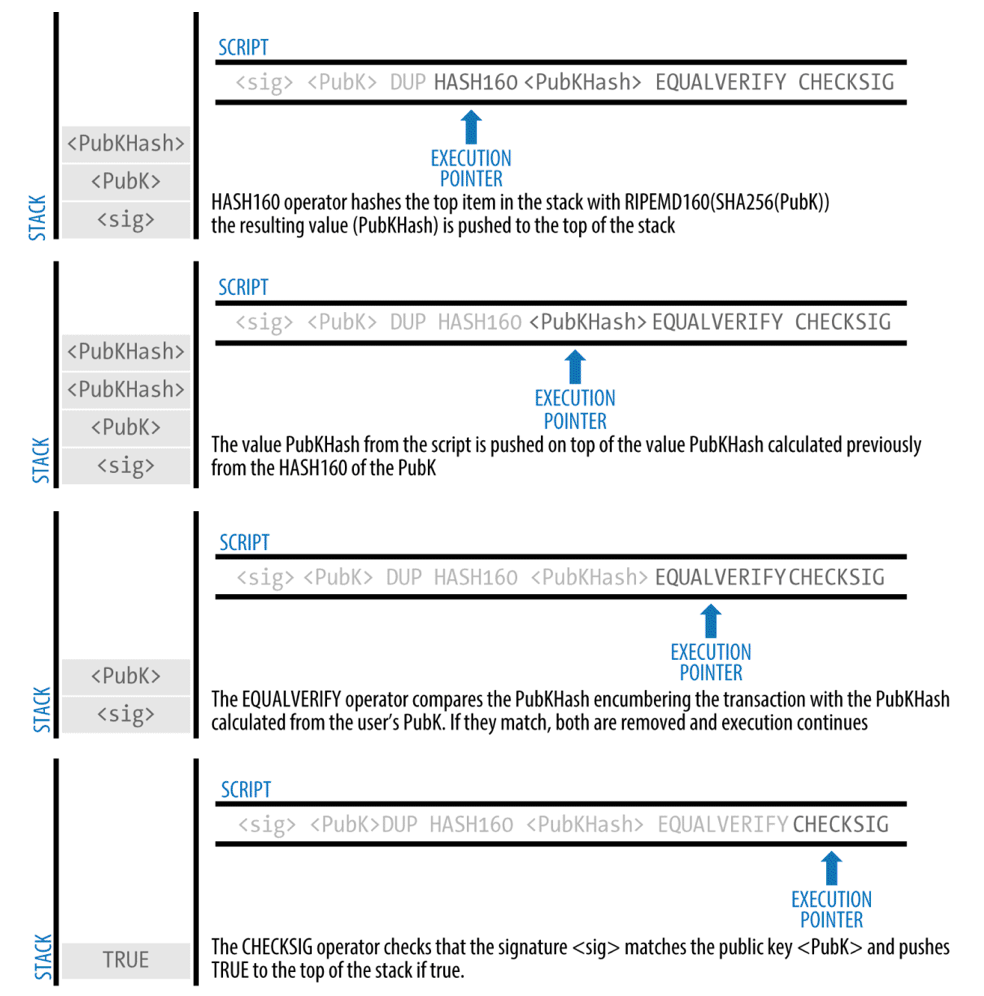 SCRIPT
<sig> <PubK> DUP HASH160 <PubKHash> EQUALVERIFY CHECKSIG
EXECUTION
POINTER
<PubKHash>
<PubK>
<sig>
STACK
HASH160 operator hashes the top item in the stack with RIPEMD160(SHA256(PubK))
the resulting value (PubKHash) is pushed to the top of the stack
SCRIPT
<sig> <PubK> DUP HASH160 <PubKHash> EQUALVERIFY CHECKSIG
EXECUTION
POINTER
<PubKHash>
<PubKHash>
<PubK>
<sig>
STACK
The value PubKHash from the script is pushed on top of the value PubKHash calculated previously
from the HASH160 of the PubK
SCRIPT
<sig> <PubK> DUP HASH160 <PubKHash> EQUALVERIFY CHECKSIG
EXECUTION
POINTER
<PubK>
<sig>
STACK
The EQUALVERIFY operator compares the PubKHash encumbering the transaction with the PubKHash
calculated from the user’s PubK. If they match, both are removed and execution continues
SCRIPT
<sig> <PubK>DUP HASH160 <PubKHash> EQUALVERIFY CHECKSIG
EXECUTION
POINTER
TRUE
STACK
The CHECKSIG operator checks that the signature <sig> matches the public key <PubK> and pushes
TRUE to the top of the stack if true.